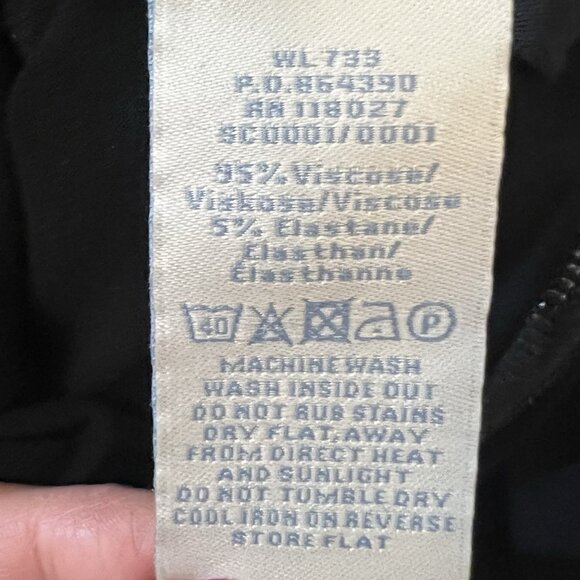 WL733
P.O.864390
RN 118027
SC0001/0001
95% Viscose/
Viskose/Viscose
5% Elastane/
Elasthan/
Élasthanne
40 P
MACHINE WASH
WASH INSIDE OUT
DO NOT RUB STAINS
DRY FLAT, AWAY
FROM DIRECT HEAT
AND SUNLIGHT
DO NOT TUMBLE DRY
COOL IRON ON REVERSE
STORE FLAT